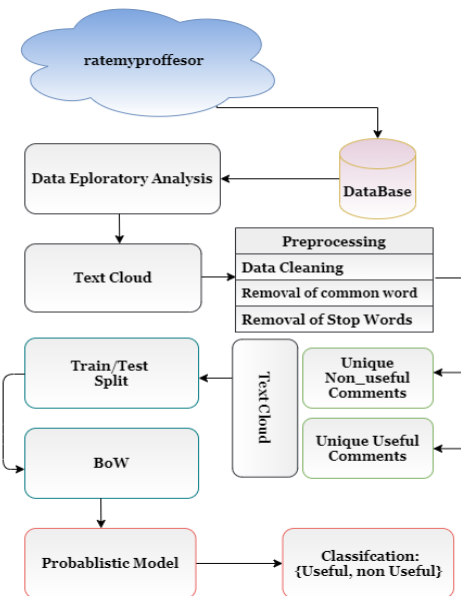 ratemyproffesor
DataBase
Data Eploratory Analysis
Text Cloud
Preprocessing
Data Cleaning
Removal of common word
Removal of Stop Words
Unique
Non_useful
Comments
Unique Useful
Comments
Text Cloud
Train/Test
Split
BoW
Probablistic Model
Classifcation:
{Useful, non Useful}